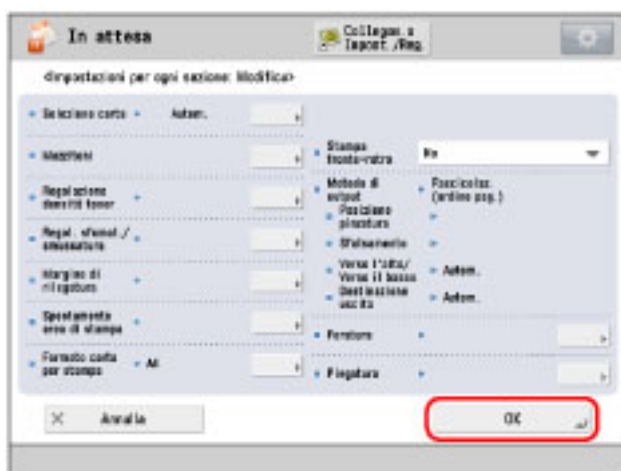 In attesa
Collegam. a
Impost./Reg.
<Impostazioni per ogni sezione: Modifica>
Selezione carta
Autom.
Mezzitoni
Regolazione
densità toner
Regol. sfumat./
smussatura
Margine di
rilegatura
Spostamento
area di stampa
Formato carta
per stampa
A4
Stampa
fronte-retro
No
Metodo di
output
Fascicolaz.
(ordine pag.)
Posizione
pinzatura
Sfalsamento
Verso l'alto/
Verso il basso
Autom.
Destinazione
uscita
Autom.
Foratura
Piegatura
Annulla
OK